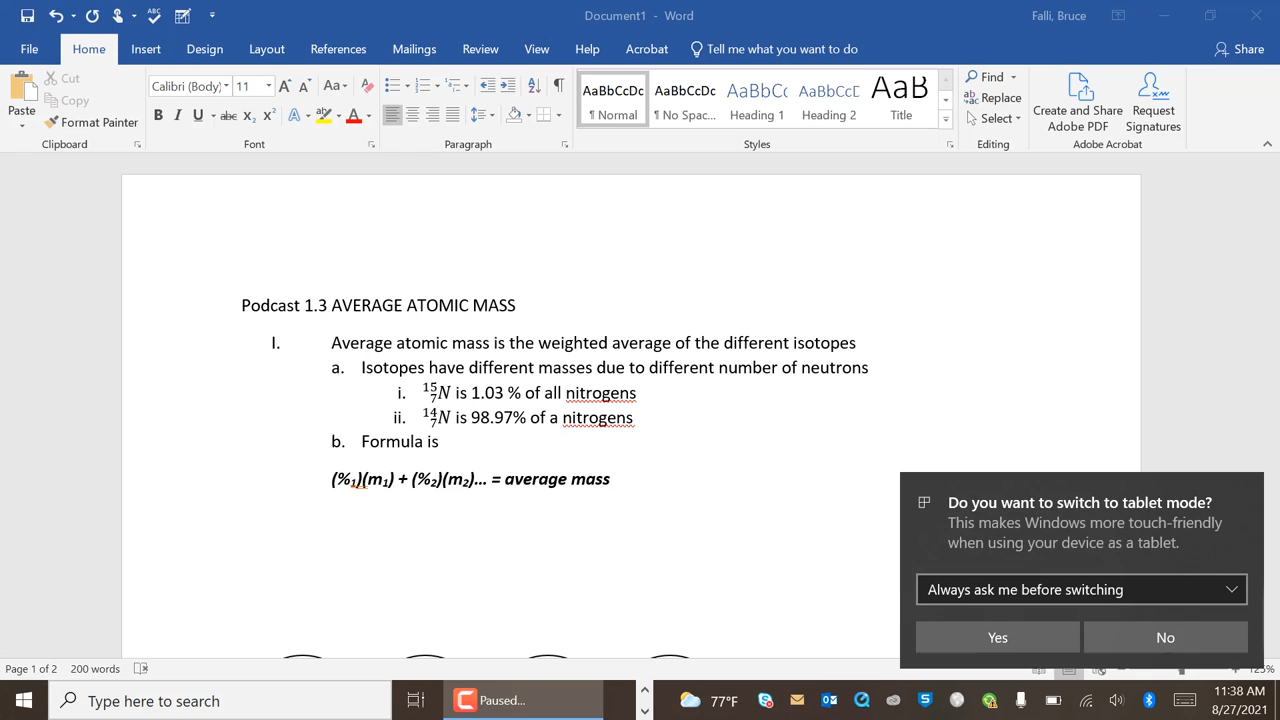 Document1 - Word
Falli, Bruce
File Home Insert Design Layout References Mailings Review View Help Acrobat Tell me what you want to do Share
Paste
Cut
Copy
Format Painter
Clipboard
Calibri (Body) 11 A A Aa
B I U abc X2 X2 A A
Font
Paragraph
AaBbCcDc AaBbCcDc AaBbCc AaBbCcD AaB
¶ Normal ¶ No Spac... Heading 1 Heading 2 Title
Styles
Find
Replace
Select
Editing
Create and Share Adobe PDF
Request Signatures
Adobe Acrobat
Podcast 1.3 AVERAGE ATOMIC MASS
I. Average atomic mass is the weighted average of the different isotopes
a. Isotopes have different masses due to different number of neutrons
i. ¹⁵₇N is 1.03 % of all nitrogens
ii. ¹⁴₇N is 98.97% of a nitrogens
b. Formula is
(%₁)(m₁) + (%₂)(m₂)... = average mass
Do you want to switch to tablet mode?
This makes Windows more touch-friendly
when using your device as a tablet.
Always ask me before switching
Yes No
Page 1 of 2 200 words 125%
Type here to search
Paused...
77°F
11:38 AM
8/27/2021